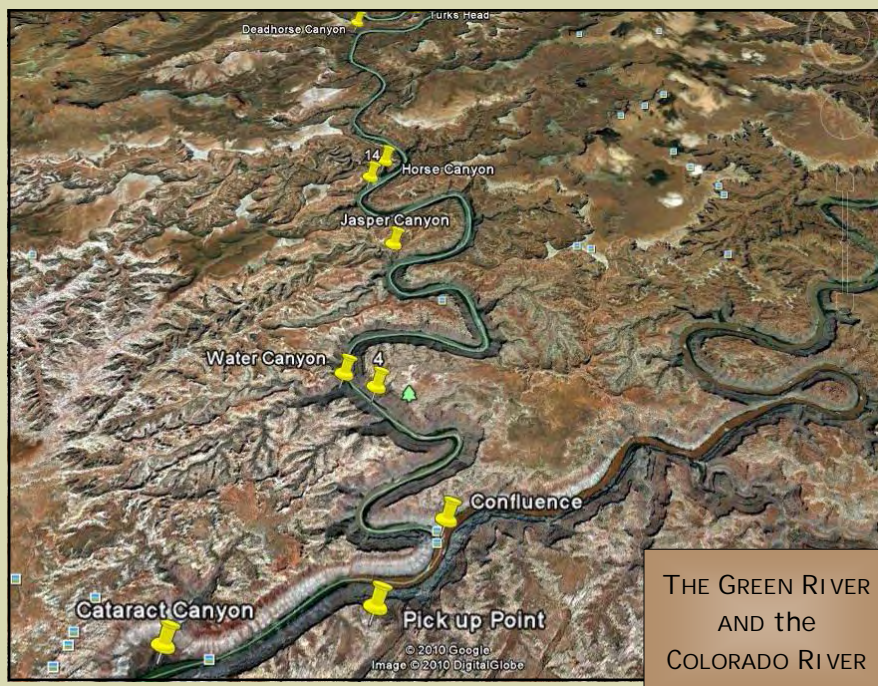 Turks Head
Deadhorse Canyon
14
Horse Canyon
Jasper Canyon
Water Canyon
4
Confluence
Cataract Canyon
Pick up Point
© 2010 Google
Image © 2010 DigitalGlobe
THE GREEN RIVER
AND the
COLORADO RIVER